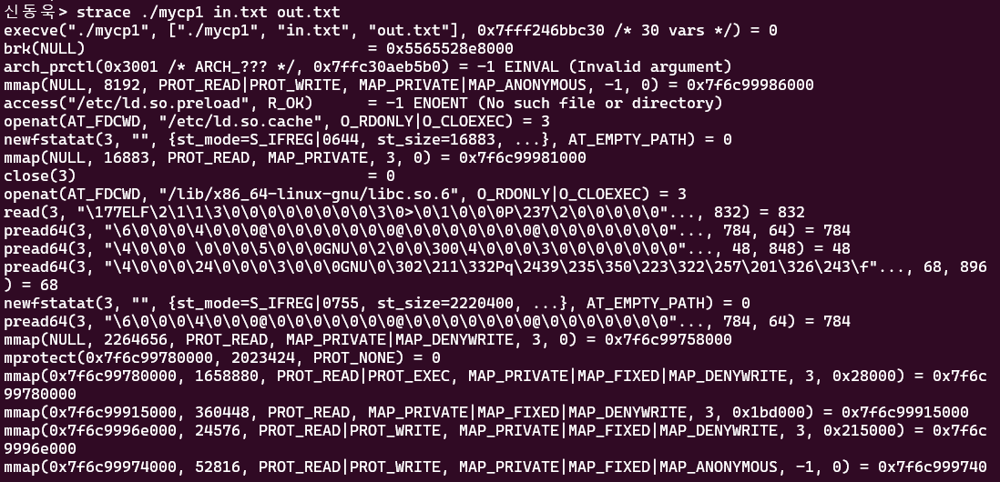 신동욱> strace ./mycp1 in.txt out.txt
execve("./mycp1", ["./mycp1", "in.txt", "out.txt"], 0x7fff246bbc30 /* 30 vars */) = 0
brk(NULL)                               = 0x5565528e8000
arch_prctl(0x3001 /* ARCH_??? */, 0x7ffc30aeb5b0) = -1 EINVAL (Invalid argument)
mmap(NULL, 8192, PROT_READ|PROT_WRITE, MAP_PRIVATE|MAP_ANONYMOUS, -1, 0) = 0x7f6c99986000
access("/etc/ld.so.preload", R_OK)      = -1 ENOENT (No such file or directory)
openat(AT_FDCWD, "/etc/ld.so.cache", O_RDONLY|O_CLOEXEC) = 3
newfstatat(3, "", {st_mode=S_IFREG|0644, st_size=16883, ...}, AT_EMPTY_PATH) = 0
mmap(NULL, 16883, PROT_READ, MAP_PRIVATE, 3, 0) = 0x7f6c99981000
close(3)                                = 0
openat(AT_FDCWD, "/lib/x86_64-linux-gnu/libc.so.6", O_RDONLY|O_CLOEXEC) = 3
read(3, "\177ELF\2\1\1\3\0\0\0\0\0\0\0\0\3\0>\0\1\0\0\0P\237\2\0\0\0\0\0"..., 832) = 832
pread64(3, "\6\0\0\0\4\0\0\0@\0\0\0\0\0\0\0@\0\0\0\0\0\0\0@\0\0\0\0\0\0\0"..., 784, 64) = 784
pread64(3, "\4\0\0\0 \0\0\0\5\0\0\0GNU\0\2\0\0\300\4\0\0\0\3\0\0\0\0\0\0\0"..., 48, 848) = 48
pread64(3, "\4\0\0\0\24\0\0\0\3\0\0\0GNU\0\302\211\332Pq\2439\235\350\223\322\257\201\326\243\f"..., 68, 896
) = 68
newfstatat(3, "", {st_mode=S_IFREG|0755, st_size=2220400, ...}, AT_EMPTY_PATH) = 0
pread64(3, "\6\0\0\0\4\0\0\0@\0\0\0\0\0\0\0@\0\0\0\0\0\0\0@\0\0\0\0\0\0\0"..., 784, 64) = 784
mmap(NULL, 2264656, PROT_READ, MAP_PRIVATE|MAP_DENYWRITE, 3, 0) = 0x7f6c99758000
mprotect(0x7f6c99780000, 2023424, PROT_NONE) = 0
mmap(0x7f6c99780000, 1658880, PROT_READ|PROT_EXEC, MAP_PRIVATE|MAP_FIXED|MAP_DENYWRITE, 3, 0x28000) = 0x7f6c
99780000
mmap(0x7f6c99915000, 360448, PROT_READ, MAP_PRIVATE|MAP_FIXED|MAP_DENYWRITE, 3, 0x1bd000) = 0x7f6c99915000
mmap(0x7f6c9996e000, 24576, PROT_READ|PROT_WRITE, MAP_PRIVATE|MAP_FIXED|MAP_DENYWRITE, 3, 0x215000) = 0x7f6c
9996e000
mmap(0x7f6c99974000, 52816, PROT_READ|PROT_WRITE, MAP_PRIVATE|MAP_FIXED|MAP_ANONYMOUS, -1, 0) = 0x7f6c999740